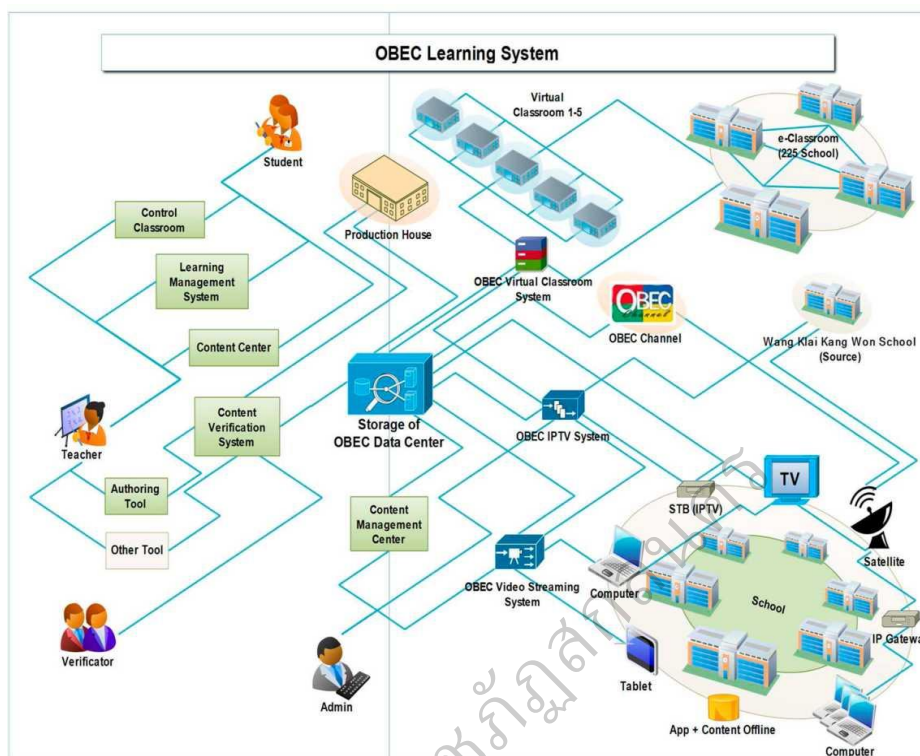 OBEC Learning System
Student
Virtual
Classroom 1-5
e-Classroom
(225 School)
Production House
Control
Classroom
Learning
Management
System
OBEC Virtual Classroom
System
OBEC
Channel
OBEC Channel
Wang Klai Kang Won School
(Source)
Content Center
Storage of
OBEC Data Center
Content
Verification
System
OBEC IPTV System
Teacher
Authoring
Tool
Other Tool
Content
Management
Center
STB (IPTV)
TV
Satellite
OBEC Video Streaming
System
Computer
School
IP Gatewa
Verificator
Admin
Tablet
App + Content Offline
Computer